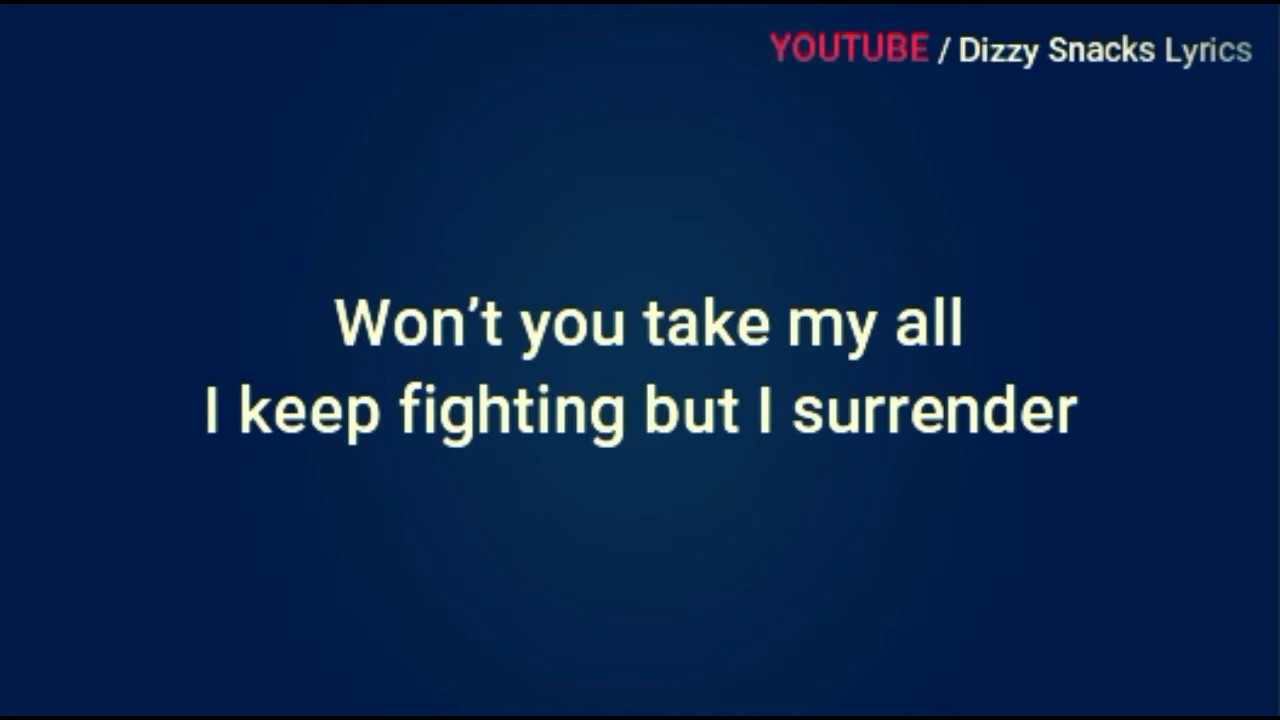 YOUTUBE / Dizzy Snacks Lyrics
Won’t you take my all
I keep fighting but I surrender